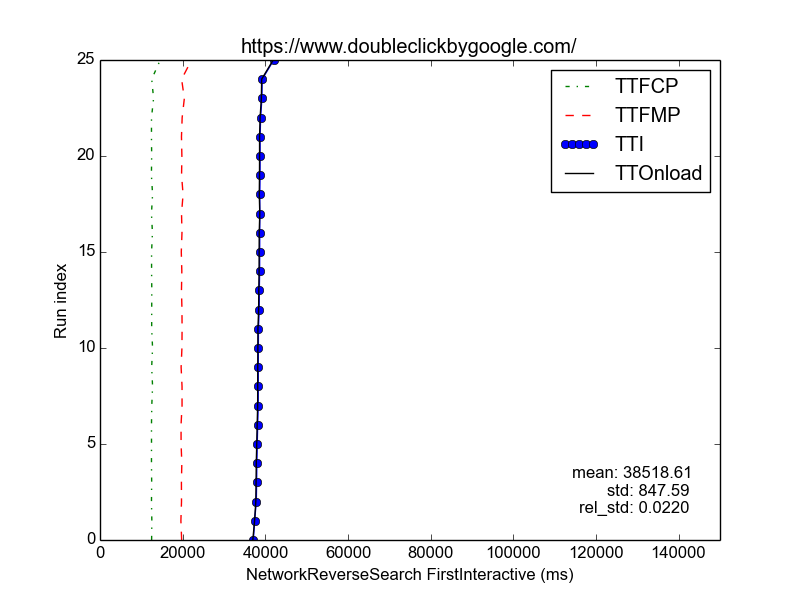 https://www.doubleclickbygoogle.com/
25
20
15
10
5
0
Run index
TTFCP
TTFMP
TTI
TTOnload
mean: 38518.61
std: 847.59
rel_std: 0.0220
0 20000 40000 60000 80000 100000 120000 140000
NetworkReverseSearch FirstInteractive (ms)